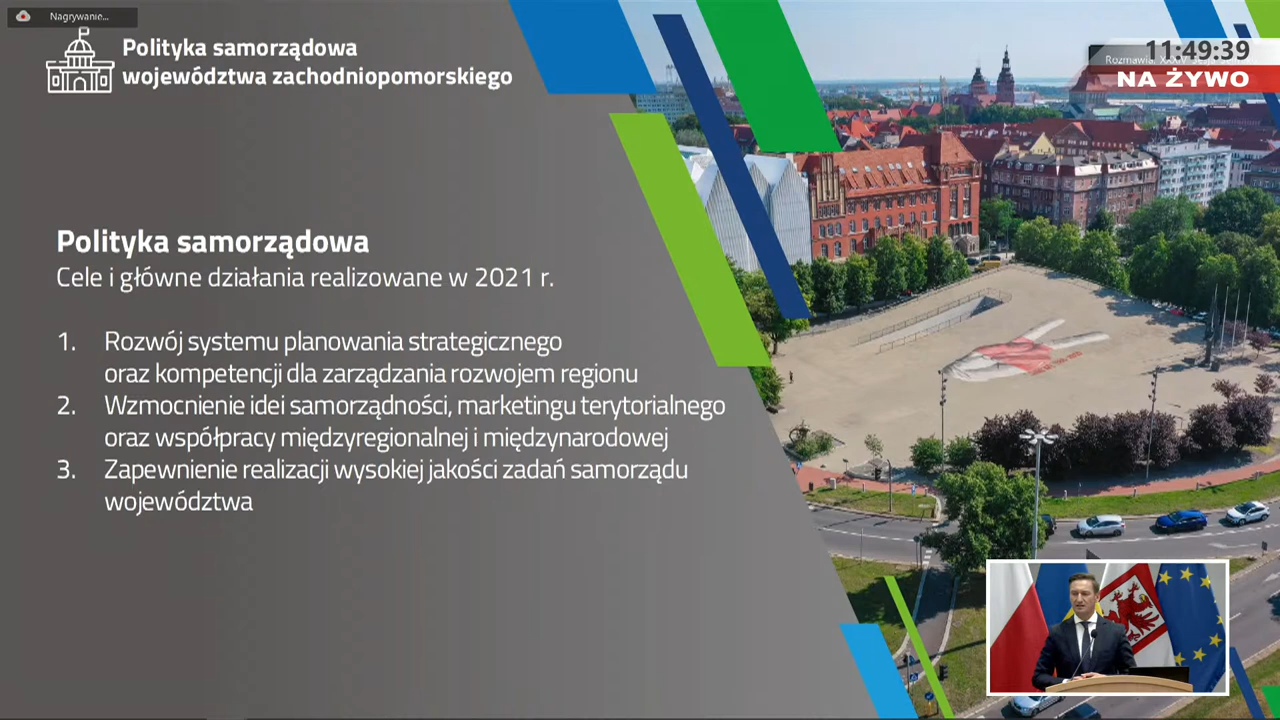 Nagrywanie...
Polityka samorządowa
województwa zachodniopomorskiego
11:49:39
Rozmawia:
NA ŻYWO
Polityka samorządowa
Cele i główne działania realizowane w 2021 r.
1. Rozwój systemu planowania strategicznego
oraz kompetencji dla zarządzania rozwojem regionu
2. Wzmocnienie idei samorządności, marketingu terytorialnego
oraz współpracy międzyregionalnej i międzynarodowej
3. Zapewnienie realizacji wysokiej jakości zadań samorządu
województwa